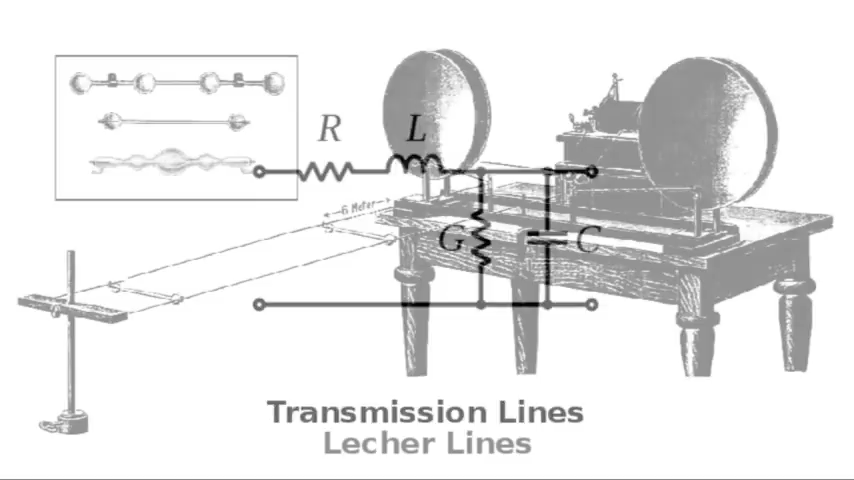 R
L
6 Meter
G
C
Transmission Lines
Lecher Lines